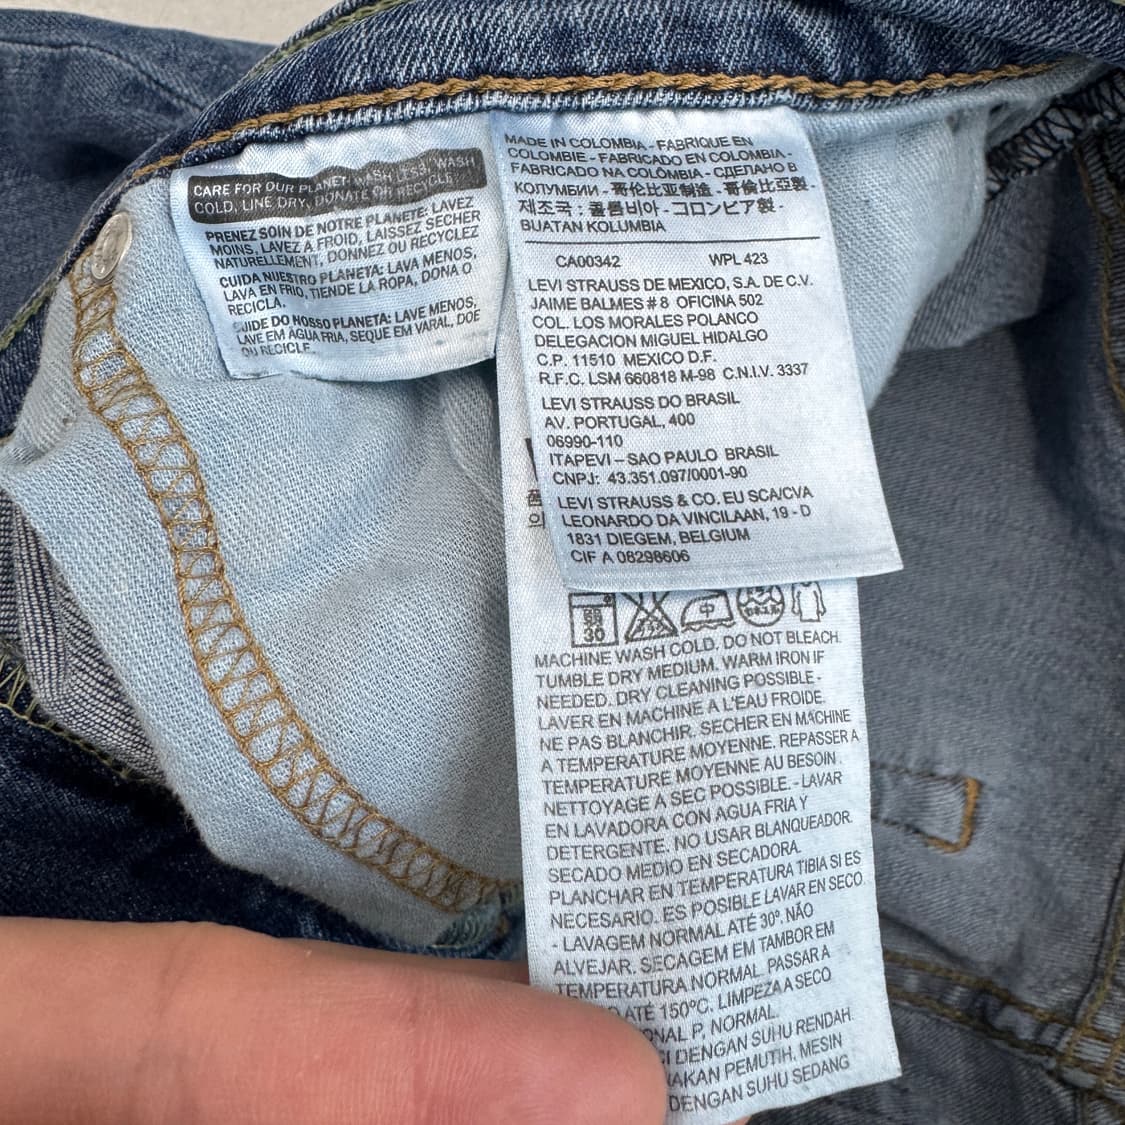 CARE FOR OUR PLANET: WASH LESS, WASH
COLD, LINE DRY, DONATE OR RECYCLE.
PRENEZ SOIN DE NOTRE PLANETE: LAVEZ
MOINS, LAVEZ A FROID, LAISSEZ SECHER
NATURELLEMENT, DONNEZ OU RECYCLEZ
CUIDA NUESTRO PLANETA: LAVA MENOS,
LAVA EN FRIO, TIENDE LA ROPA, DONA O
RECICLA.
CUIDE DO NOSSO PLANETA: LAVE MENOS,
LAVE EM ÁGUA FRIA, SEQUE EM VARAL, DOE
OU RECICLE.
MADE IN COLOMBIA - FABRIQUE EN
COLOMBIE - FABRICADO EN COLOMBIA -
FABRICADO NA COLÔMBIA - СДЕЛАНО В
КОЛУМБИИ - 哥伦比亚制造 - 哥倫比亞製 -
제조국 : 콜롬비아 - コロンビア製 -
BUATAN KOLUMBIA
CA00342 WPL 423
LEVI STRAUSS DE MEXICO, S.A. DE C.V.
JAIME BALMES # 8 OFICINA 502
COL. LOS MORALES POLANCO
DELEGACION MIGUEL HIDALGO
C.P. 11510 MEXICO D.F.
R.F.C. LSM 660818 M-98 C.N.I.V. 3337
LEVI STRAUSS DO BRASIL
AV. PORTUGAL, 400
06990-110
ITAPEVI – SAO PAULO BRASIL
CNPJ: 43.351.097/0001-90
LEVI STRAUSS & CO. EU SCA/CVA
LEONARDO DA VINCILAAN, 19 - D
1831 DIEGEM, BELGIUM
CIF A 08298606
30
MACHINE WASH COLD. DO NOT BLEACH.
TUMBLE DRY MEDIUM. WARM IRON IF
NEEDED. DRY CLEANING POSSIBLE -
LAVER EN MACHINE A L'EAU FROIDE.
NE PAS BLANCHIR. SECHER EN MACHINE
A TEMPERATURE MOYENNE. REPASSER A
TEMPERATURE MOYENNE AU BESOIN.
NETTOYAGE A SEC POSSIBLE. - LAVAR
EN LAVADORA CON AGUA FRIA Y
DETERGENTE. NO USAR BLANQUEADOR.
SECADO MEDIO EN SECADORA.
PLANCHAR EN TEMPERATURA TIBIA SI ES
NECESARIO. ES POSIBLE LAVAR EN SECO.
- LAVAGEM NORMAL ATÉ 30º. NÃO
ALVEJAR. SECAGEM EM TAMBOR EM
TEMPERATURA NORMAL. PASSAR A
ATÉ 150ºC. LIMPEZA A SECO
P, NORMAL.
DENGAN SUHU RENDAH.
PEMUTIH. MESIN
DENGAN SUHU SEDANG